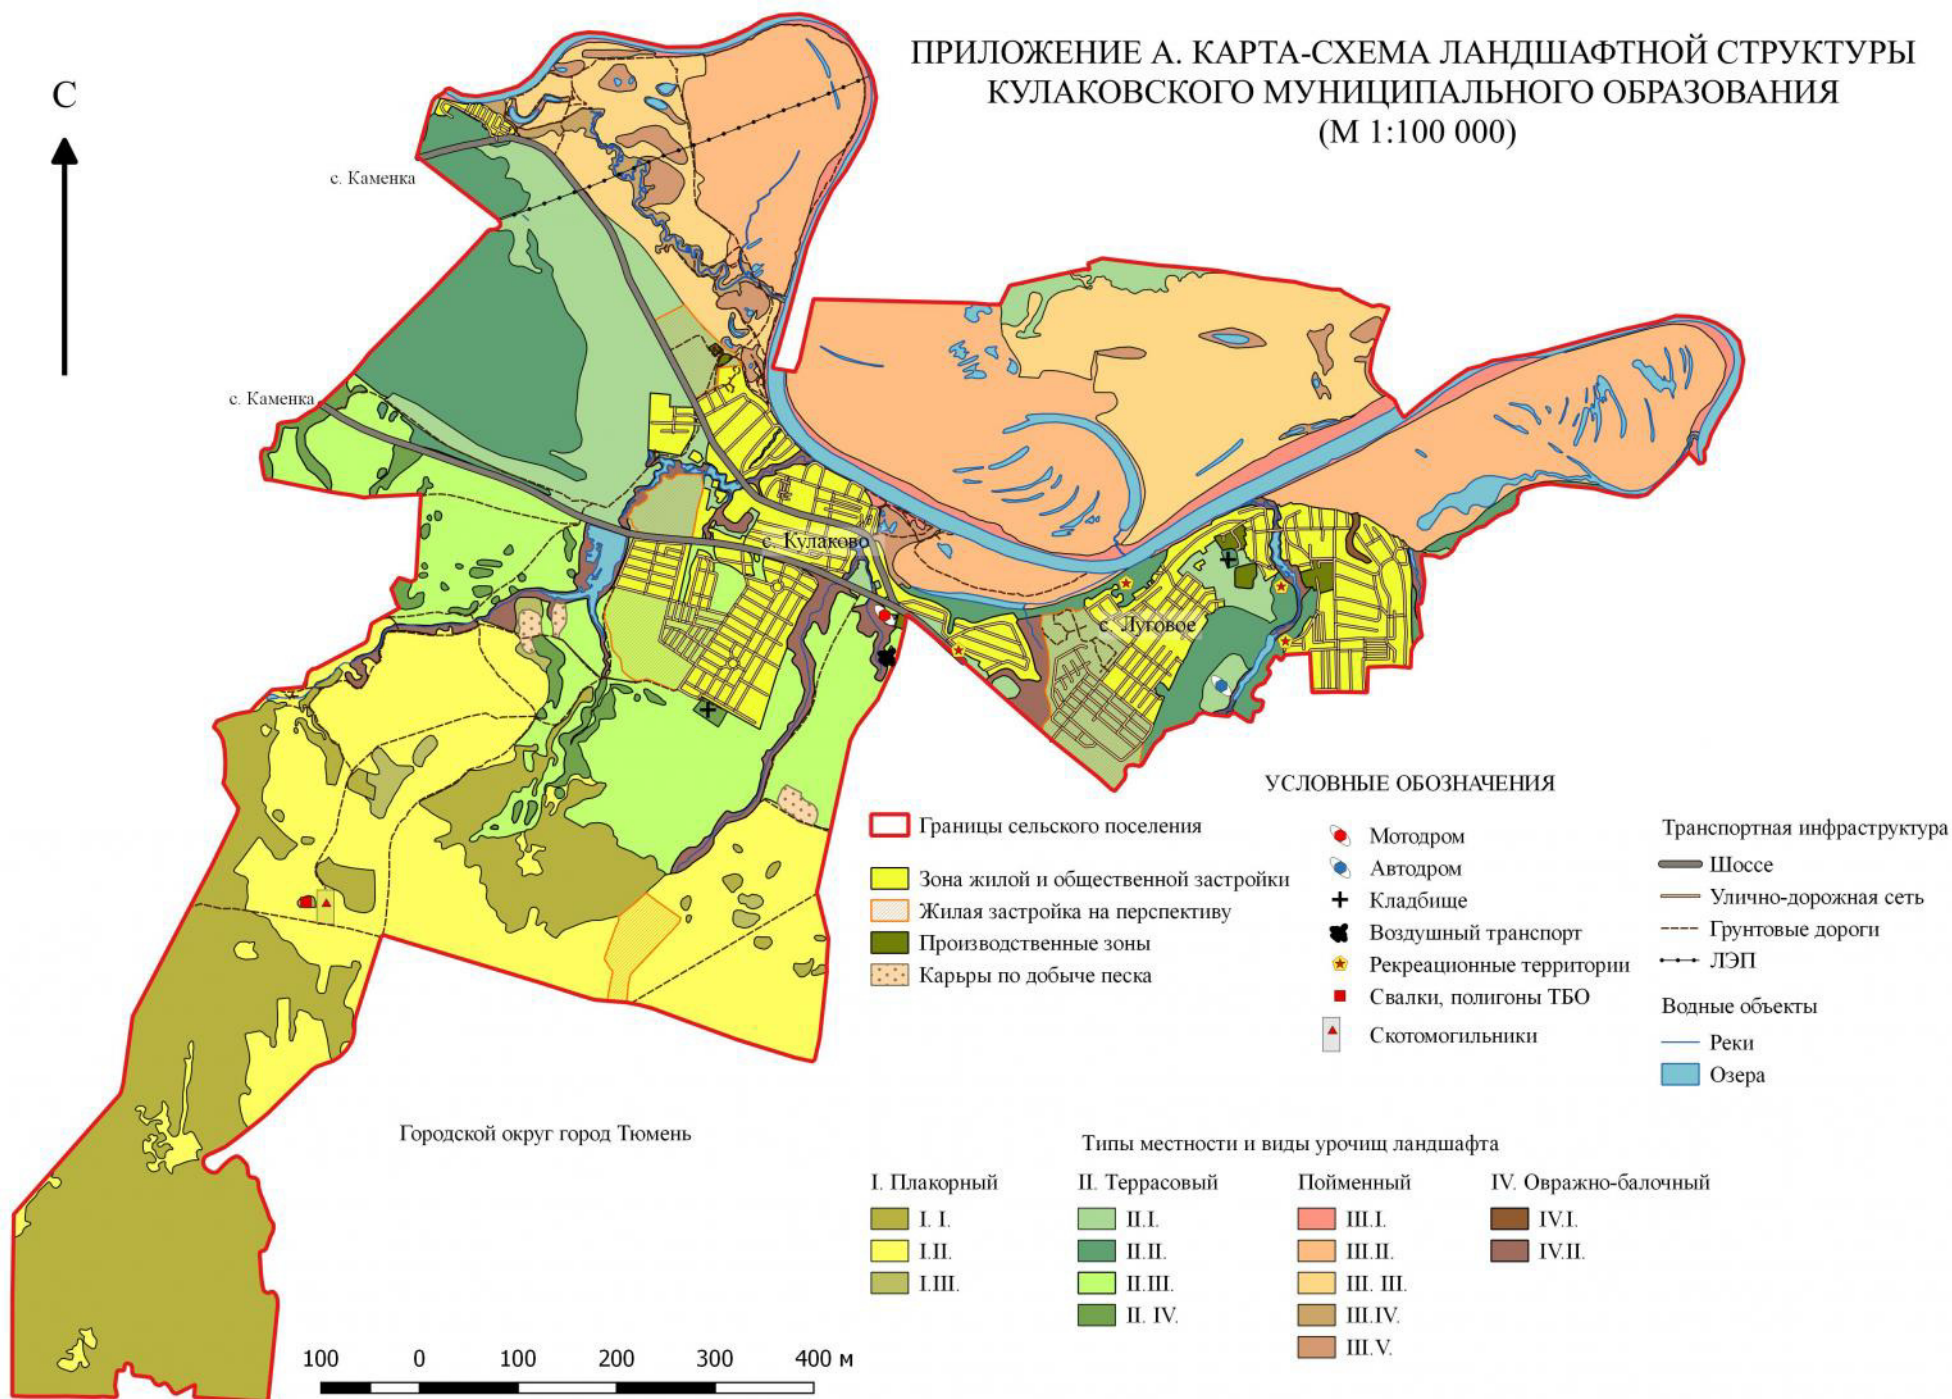 ПРИЛОЖЕНИЕ А. КАРТА-СХЕМА ЛАНДШАФТНОЙ СТРУКТУРЫ
КУЛАКОВСКОГО МУНИЦИПАЛЬНОГО ОБРАЗОВАНИЯ
(М 1:100 000)
С
с. Каменка
с. Каменка
с. Кулаково
с. Луговое
Городской округ город Тюмень
УСЛОВНЫЕ ОБОЗНАЧЕНИЯ
Границы сельского поселения
Зона жилой и общественной застройки
Жилая застройка на перспективу
Производственные зоны
Карьры по добыче песка
Мотодром
Автодром
Кладбище
Воздушный транспорт
Рекреационные территории
Свалки, полигоны ТБО
Скотомогильники
Транспортная инфраструктура
Шоссе
Улично-дорожная сеть
Грунтовые дороги
ЛЭП
Водные объекты
Реки
Озера
Типы местности и виды урочищ ландшафта
I. Плакорный
I. I.
I.II.
I.III.
II. Террасовый
II.I.
II.II.
II.III.
II. IV.
Пойменный
III.I.
III.II.
III. III.
III.IV.
III.V.
IV. Овражно-балочный
IV.I.
IV.II.
100 0 100 200 300 400 м